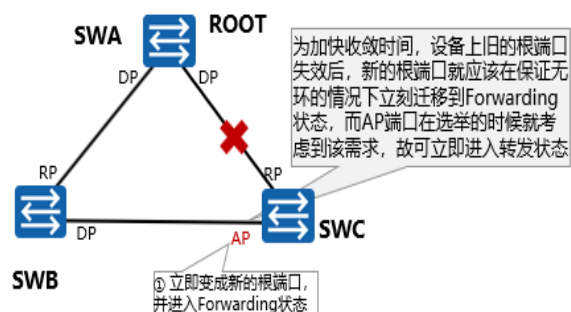 ROOT
SWA
DP
DP
为加快收敛时间，设备上旧的根端口
失效后，新的根端口就应该在保证无
环的情况下立刻迁移到Forwarding
状态，而AP端口在选举的时候就考
虑到该需求，故可立即进入转发状态
RP
RP
DP
AP
SWC
SWB
① 立即变成新的根端口，
并进入Forwarding状态